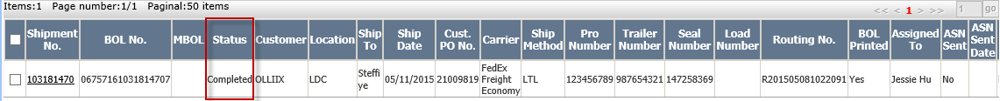 Items:1 Page number:1/1 Paginal:50 items << < 1 > >> 1 go
Shipment No. BOL No. MBOL Status Customer Location Ship To Ship Date Cust. PO No. Carrier Ship Method Pro Number Trailer Number Seal Number Load Number Routing No. BOL Printed Assigned To ASN Sent ASN Sent Date
103181470 06757161031814707 Completed OLLIIX LDC Steffi ye 05/11/2015 21009819 FedEx Freight Economy LTL 123456789 987654321 147258369 R201505081022091 Yes Jessie Hu No